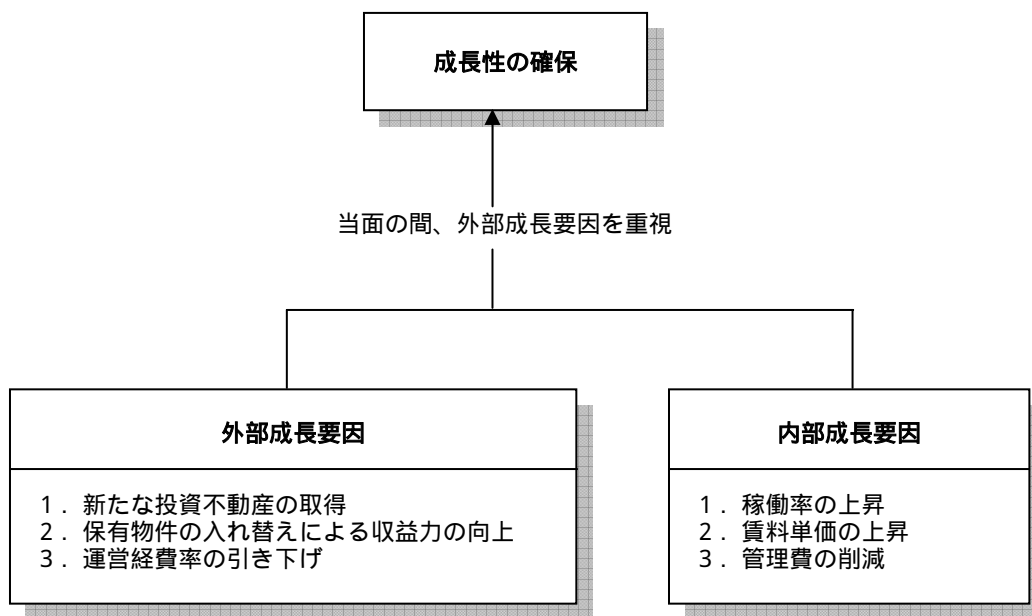 成長性の確保
当面の間、外部成長要因を重視
外部成長要因
1．新たな投資不動産の取得
2．保有物件の入れ替えによる収益力の向上
3．運営経費率の引き下げ
内部成長要因
1．稼働率の上昇
2．賃料単価の上昇
3．管理費の削減